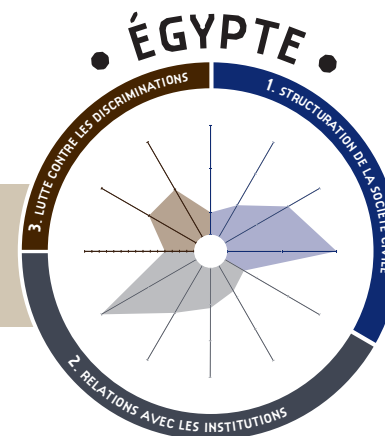 • ÉGYPTE •
1. STRUCTURATION DE LA SOCIÉTÉ CIVILE
2. RELATIONS AVEC LES INSTITUTIONS
3. LUTTE CONTRE LES DISCRIMINATIONS